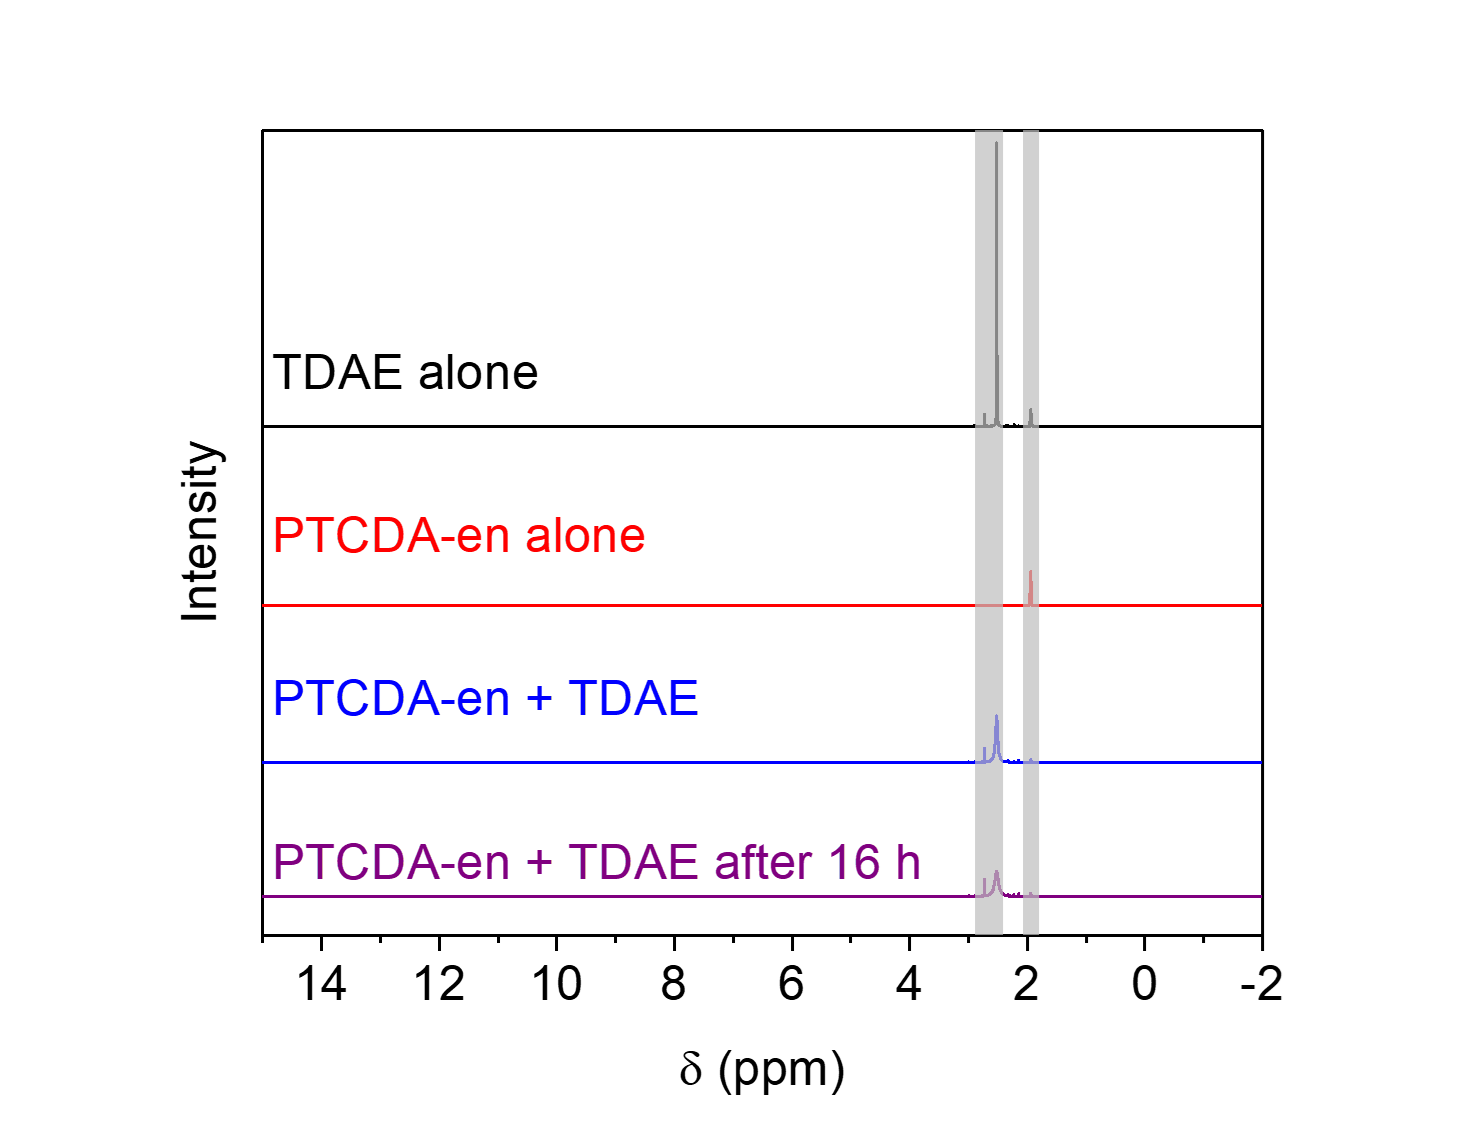 TDAE alone
PTCDA-en alone
PTCDA-en + TDAE
PTCDA-en + TDAE after 16 h
Intensity
14 12 10 8 6 4 2 0 -2
δ (ppm)